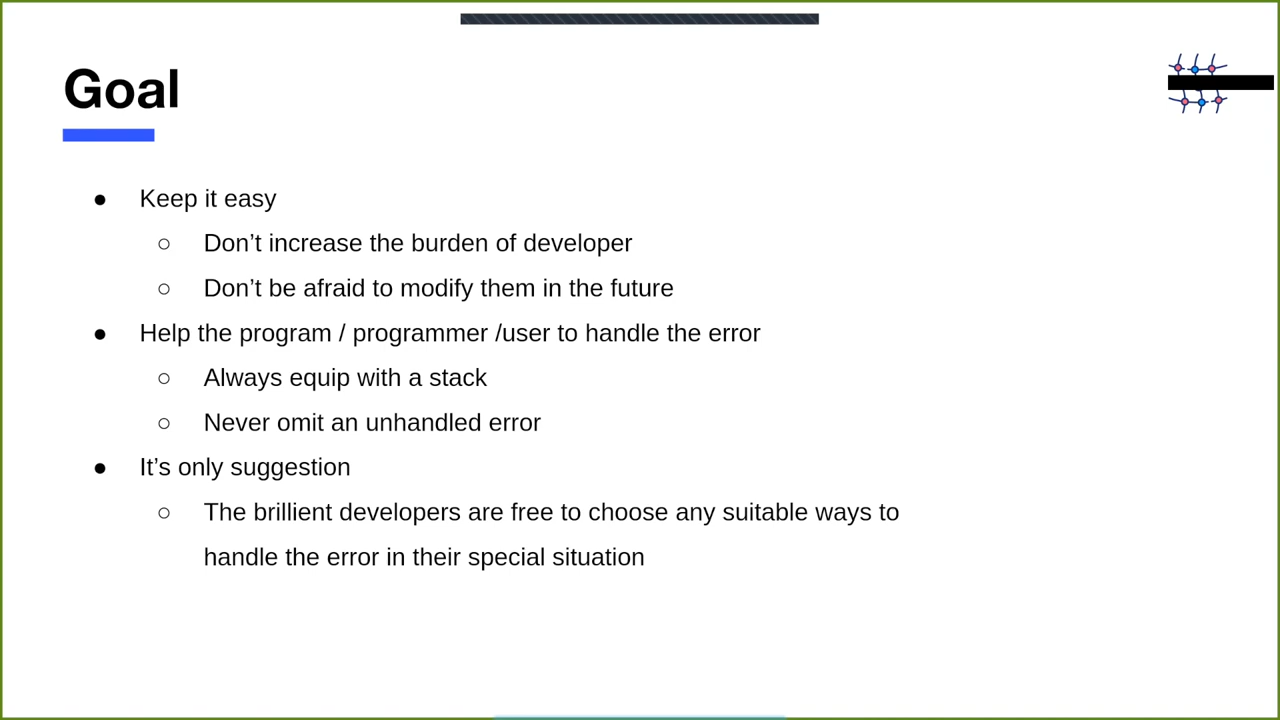 Goal
● Keep it easy
○ Don’t increase the burden of developer
○ Don’t be afraid to modify them in the future
● Help the program / programmer /user to handle the error
○ Always equip with a stack
○ Never omit an unhandled error
● It’s only suggestion
○ The brillient developers are free to choose any suitable ways to
handle the error in their special situation